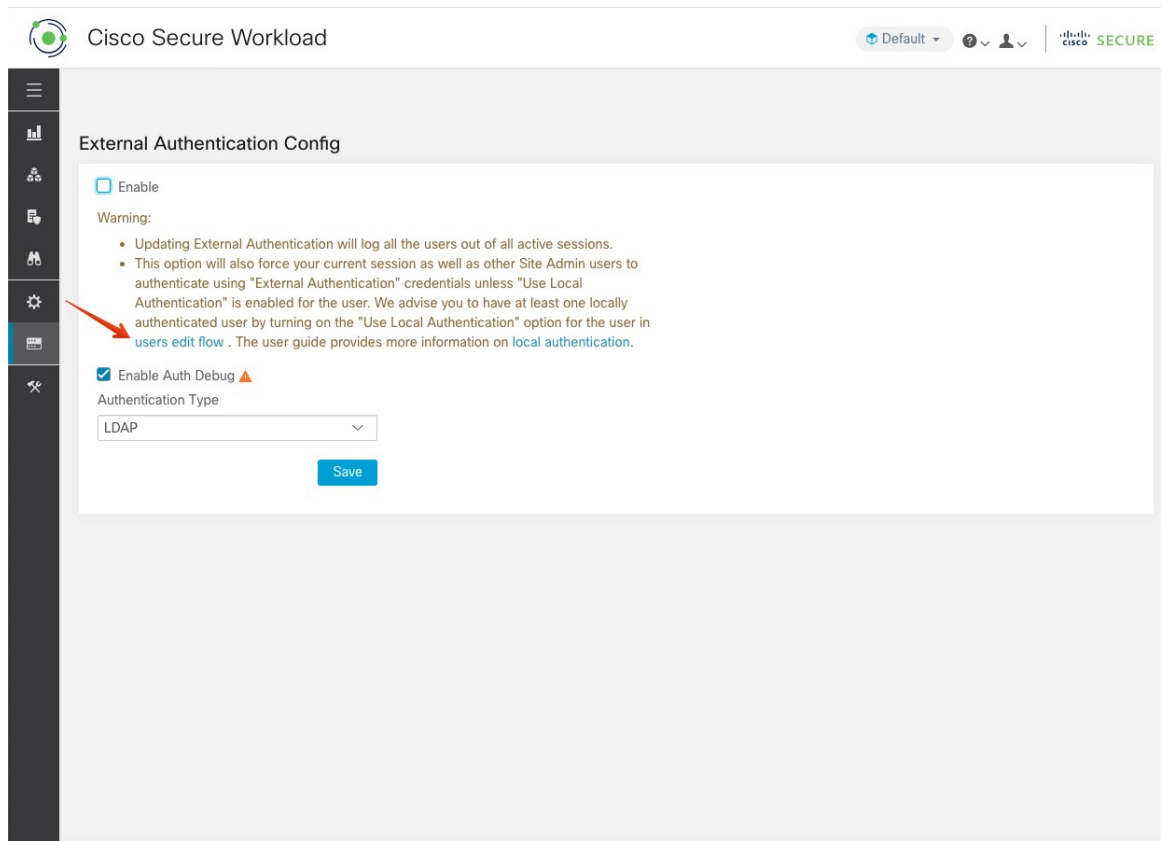 Cisco Secure Workload
Default
cisco SECURE
External Authentication Config
Enable
Warning:
• Updating External Authentication will log all the users out of all active sessions.
• This option will also force your current session as well as other Site Admin users to
authenticate using "External Authentication" credentials unless "Use Local
Authentication" is enabled for the user. We advise you to have at least one locally
authenticated user by turning on the "Use Local Authentication" option for the user in
users edit flow . The user guide provides more information on local authentication.
Enable Auth Debug
Authentication Type
LDAP
Save